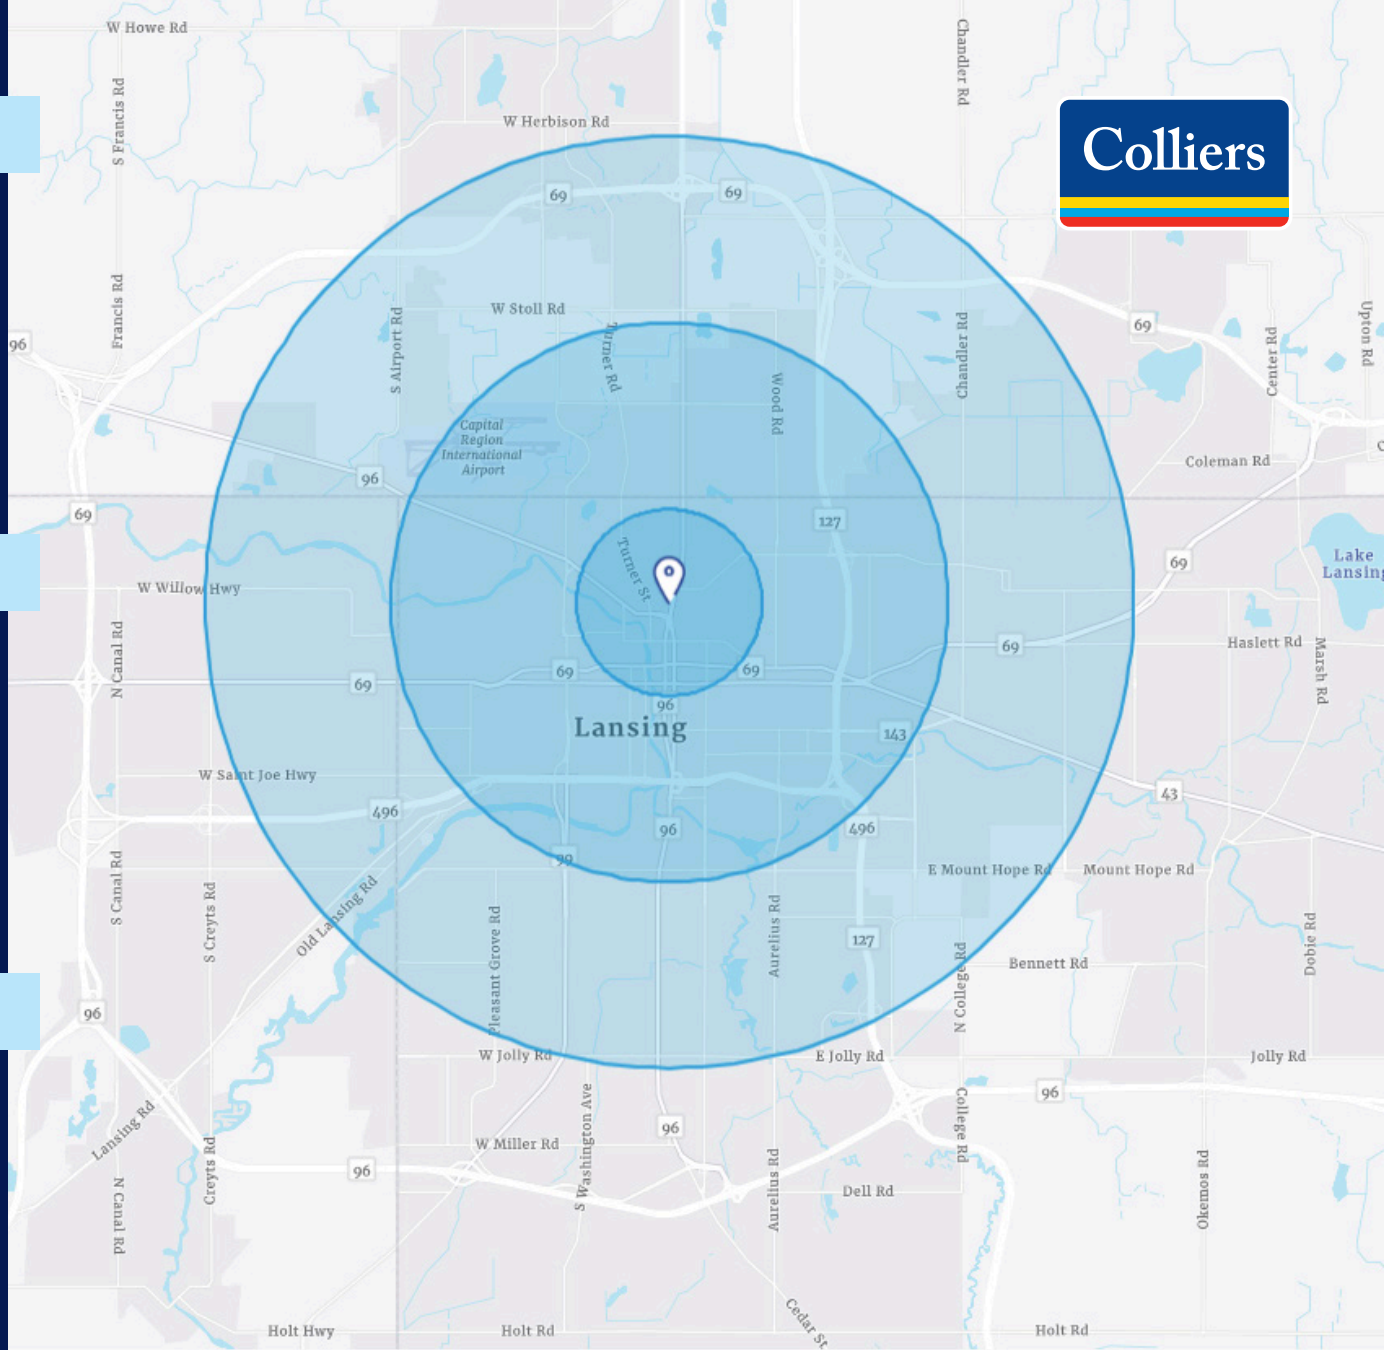 W Howe Rd
S Francis Rd
Chandler Rd
W Herbison Rd
Colliers
69
69
Francis Rd
S Airport Rd
W Stoll Rd
Turner Rd
Chandler Rd
69
Upton Rd
Center Rd
96
Wood Rd
Capital
Region
International
Airport
Coleman Rd
96
69
127
Turner St
69
Lake
Lansing
W Willow Hwy
N Canal Rd
69
Haslett Rd
Marsh Rd
69
69
69
96
Lansing
143
W Saint Joe Hwy
43
496
96
496
99
E Mount Hope Rd
Mount Hope Rd
S Canal Rd
S Creyts Rd
Old Lansing Rd
Pleasant Grove Rd
Aurelius Rd
127
N College Rd
Bennett Rd
Dobie Rd
96
W Jolly Rd
E Jolly Rd
Jolly Rd
96
Lansing Rd
S Washington Ave
College Rd
96
W Miller Rd
Creyts Rd
96
N Canal Rd
Aurelius Rd
Dell Rd
Okemos Rd
Cedar St
Holt Hwy
Holt Rd
Holt Rd